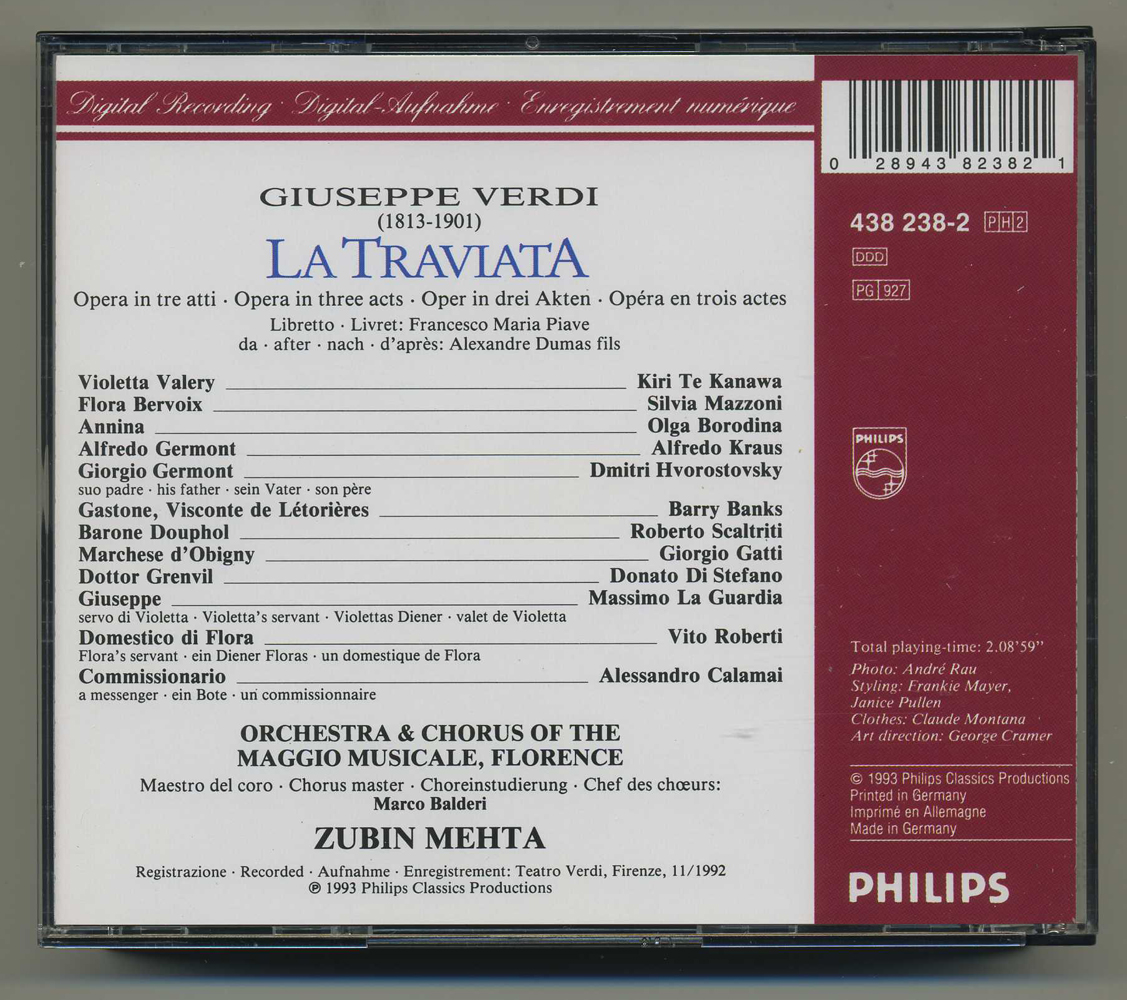 Digital Recording · Digital-Aufnahme · Enregistrement numérique
GIUSEPPE VERDI
(1813-1901)
LA TRAVIATA
Opera in tre atti · Opera in three acts · Oper in drei Akten · Opéra en trois actes
Libretto · Livret: Francesco Maria Piave
da · after · nach · d'après: Alexandre Dumas fils
Violetta Valery Kiri Te Kanawa
Flora Bervoix Silvia Mazzoni
Annina Olga Borodina
Alfredo Germont Alfredo Kraus
Giorgio Germont Dmitri Hvorostovsky
suo padre · his father · sein Vater · son père
Gastone, Visconte de Létorières Barry Banks
Barone Douphol Roberto Scaltriti
Marchese d'Obigny Giorgio Gatti
Dottor Grenvil Donato Di Stefano
Giuseppe Massimo La Guardia
servo di Violetta · Violetta's servant · Violettas Diener · valet de Violetta
Domestico di Flora Vito Roberti
Flora's servant · ein Diener Floras · un domestique de Flora
Commissionario Alessandro Calamai
a messenger · ein Bote · un commissionnaire
ORCHESTRA & CHORUS OF THE
MAGGIO MUSICALE, FLORENCE
Maestro del coro · Chorus master · Choreinstudierung · Chef des chœurs:
Marco Balderi
ZUBIN MEHTA
Registrazione · Recorded · Aufnahme · Enregistrement: Teatro Verdi, Firenze, 11/1992
℗ 1993 Philips Classics Productions
0 28943 82382 1
438 238-2 PH2
DDD
PG 927
PHILIPS
Total playing-time: 2.08'59"
Photo: André Rau
Styling: Frankie Mayer,
Janice Pullen
Clothes: Claude Montana
Art direction: George Cramer
© 1993 Philips Classics Productions
Printed in Germany
Imprimé en Allemagne
Made in Germany
PHILIPS